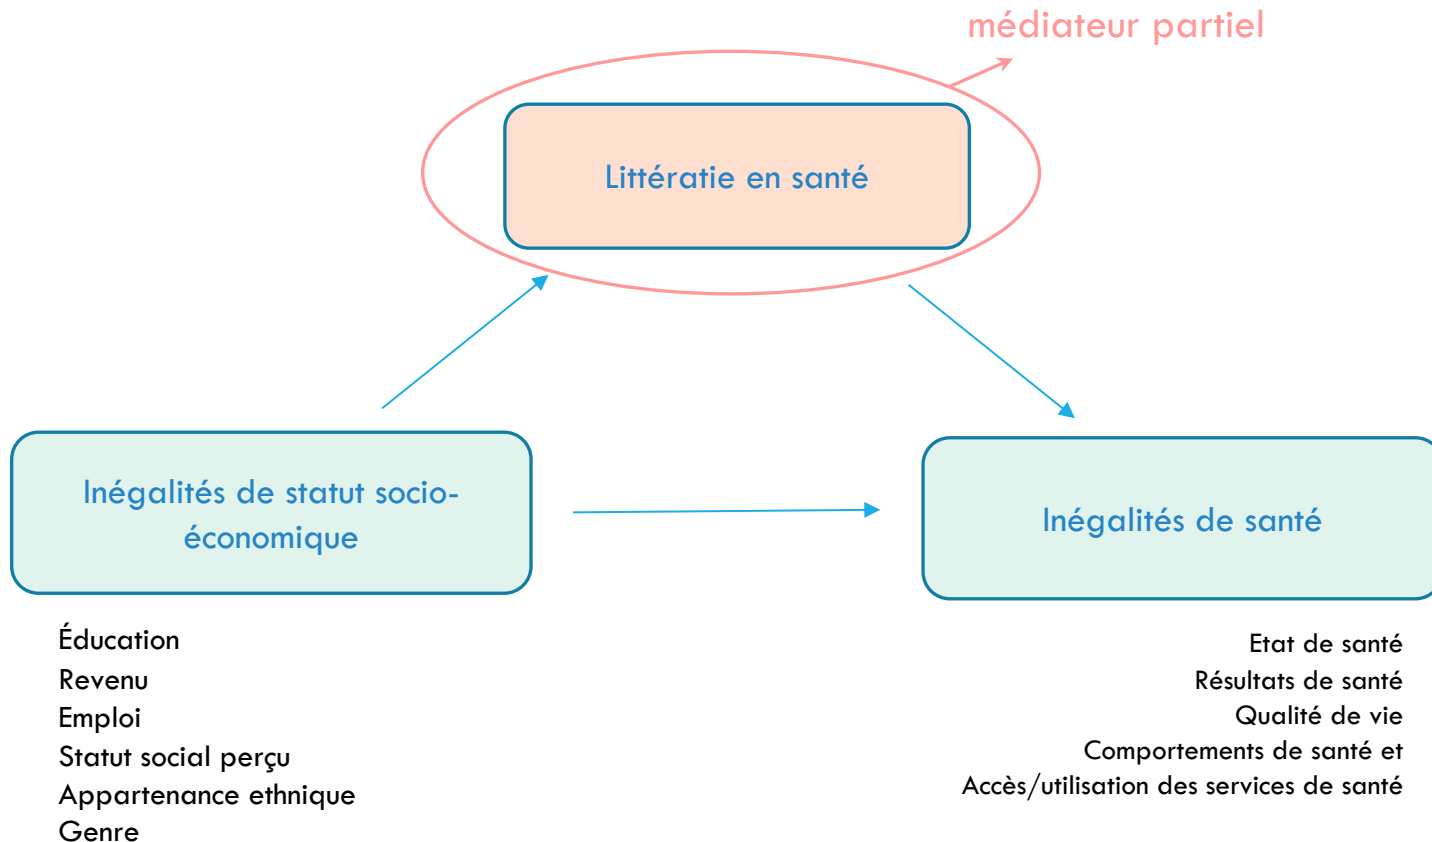 médiateur partiel
Littératie en santé
Inégalités de statut socio-
économique
Inégalités de santé
Éducation
Revenu
Emploi
Statut social perçu
Appartenance ethnique
Genre
Etat de santé
Résultats de santé
Qualité de vie
Comportements de santé et
Accès/utilisation des services de santé